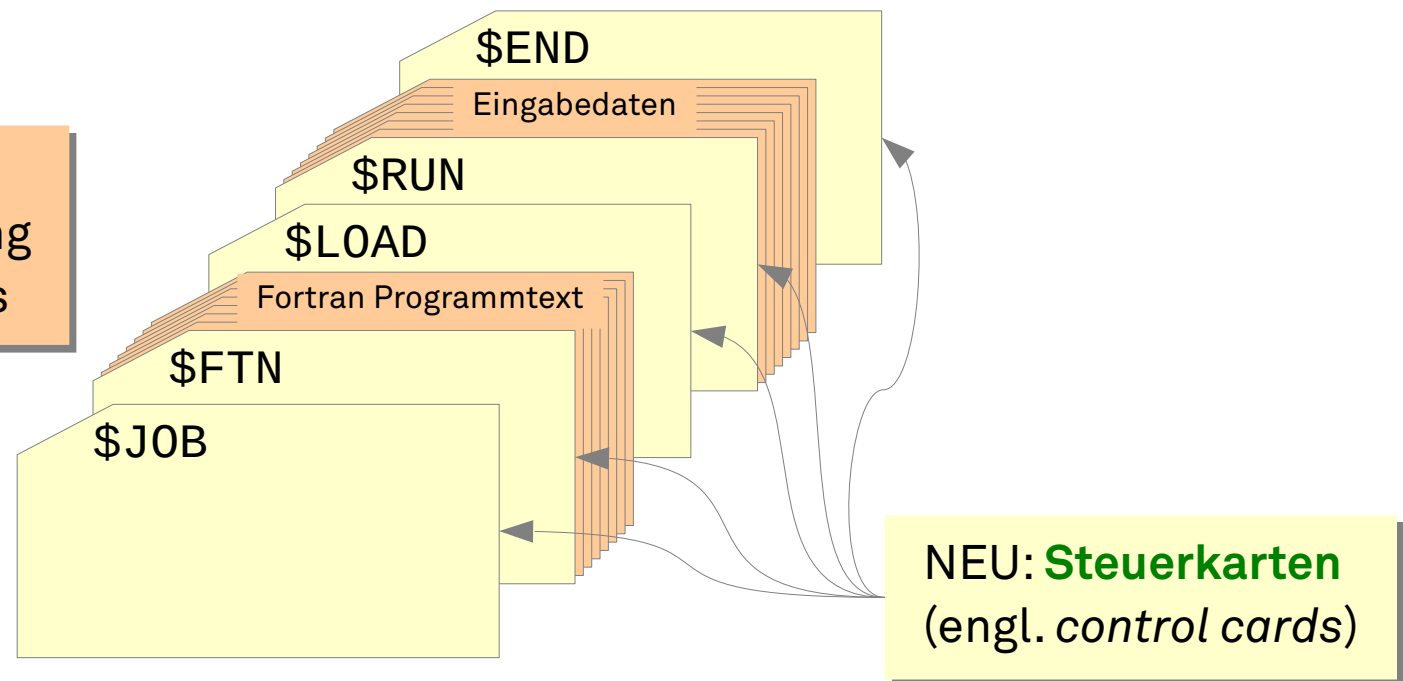 $END
Eingabedaten
$RUN
$LOAD
Fortran Programmtext
$FTN
$JOB
NEU: Steuerkarten
(engl. control cards)